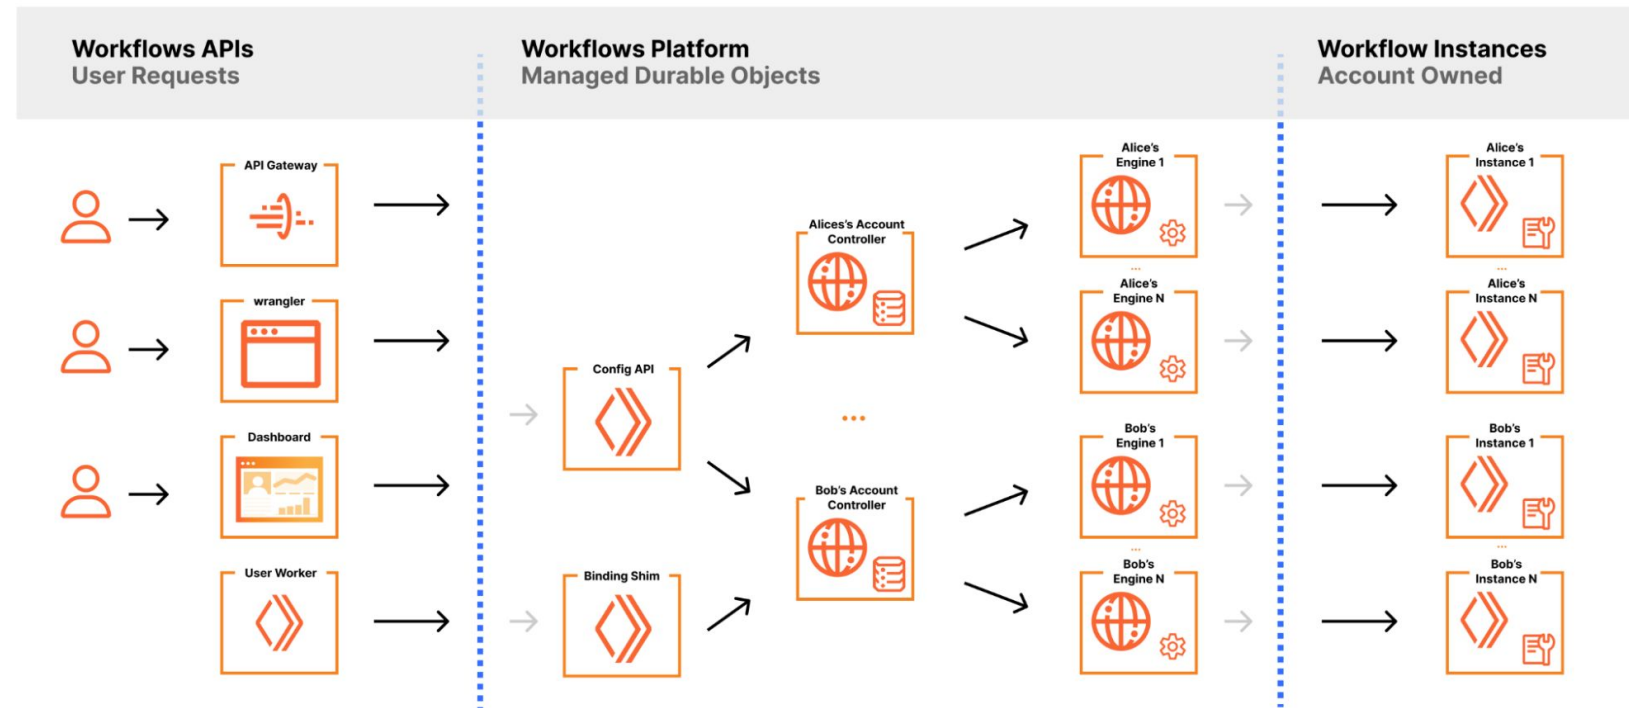 Workflows APIs
User Requests
Workflows Platform
Managed Durable Objects
Workflow Instances
Account Owned
API Gateway
wrangler
Dashboard
User Worker
Config API
Binding Shim
Alices's Account
Controller
...
Bob's Account
Controller
Alice's
Engine 1
...
Alice's
Engine N
Bob's
Engine 1
...
Bob's
Engine N
Alice's
Instance 1
...
Alice's
Instance N
Bob's
Instance 1
...
Bob's
Instance N